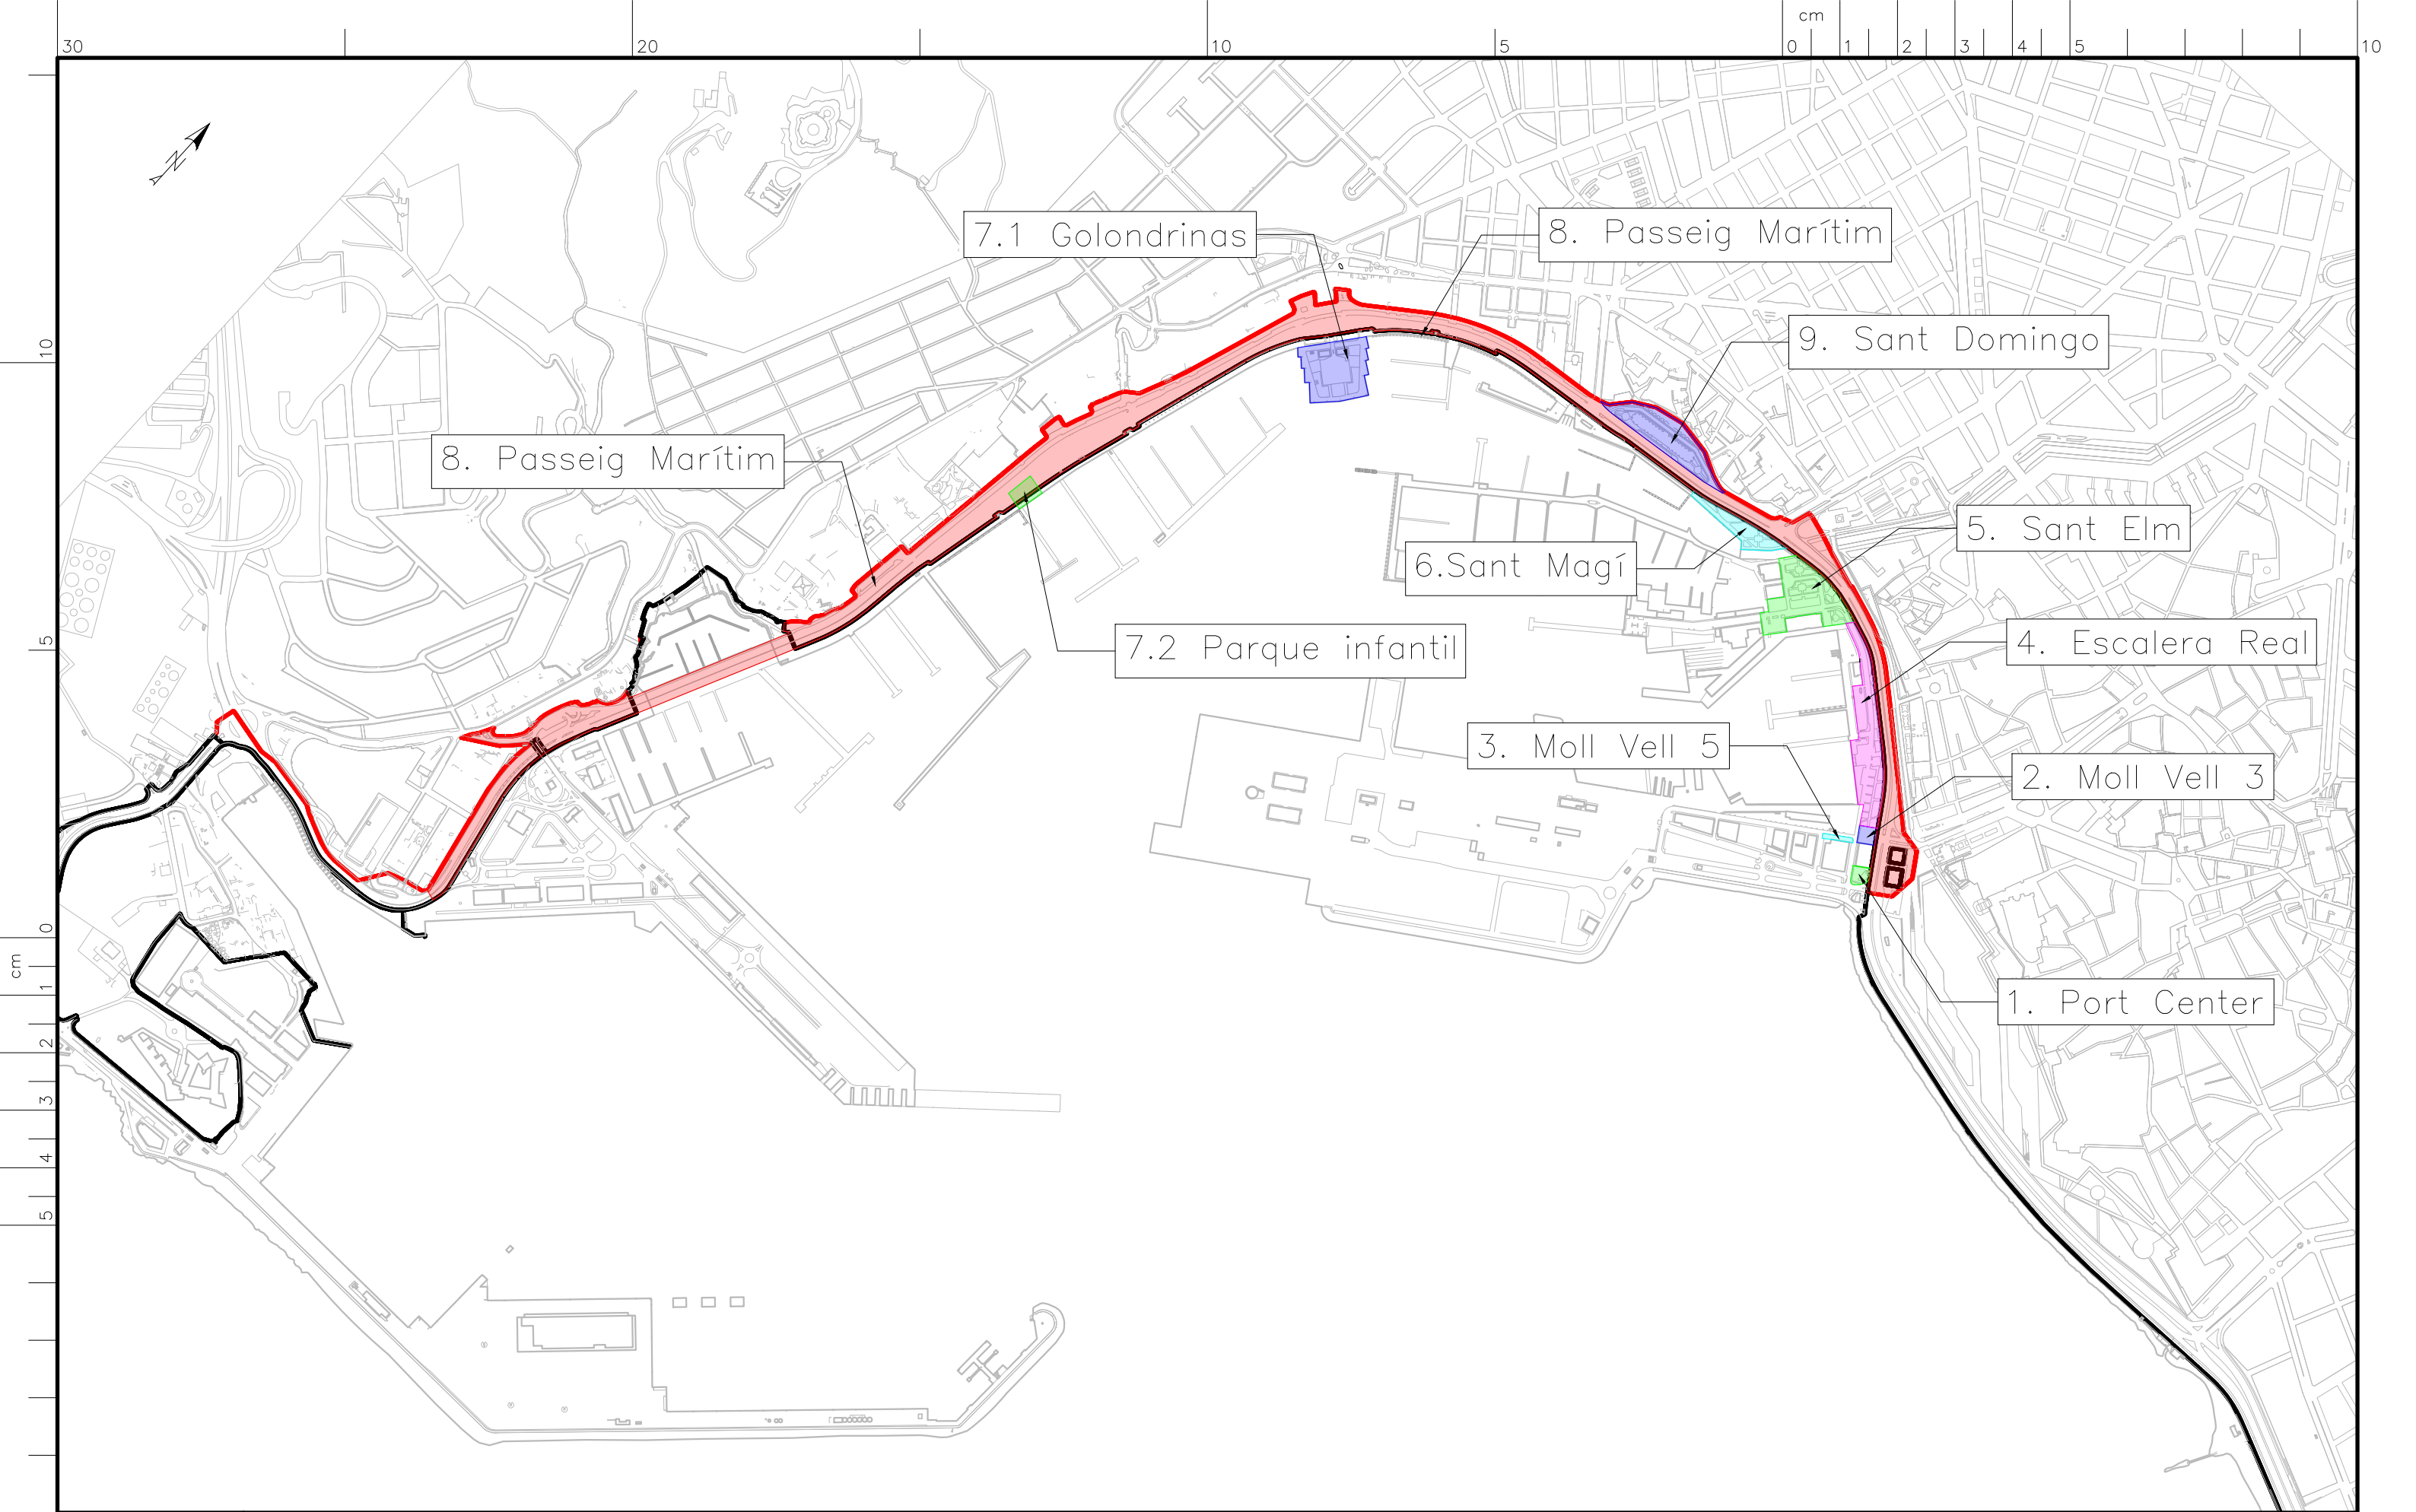 cm
30
20
10
5
0
1
2
3
4
5
10
N
7.1 Golondrinas
8. Passeig Marítim
9. Sant Domingo
10
8. Passeig Marítim
5. Sant Elm
6.Sant Magí
7.2 Parque infantil
4. Escalera Real
5
3. Moll Vell 5
2. Moll Vell 3
1. Port Center
0
cm
1
2
3
4
5